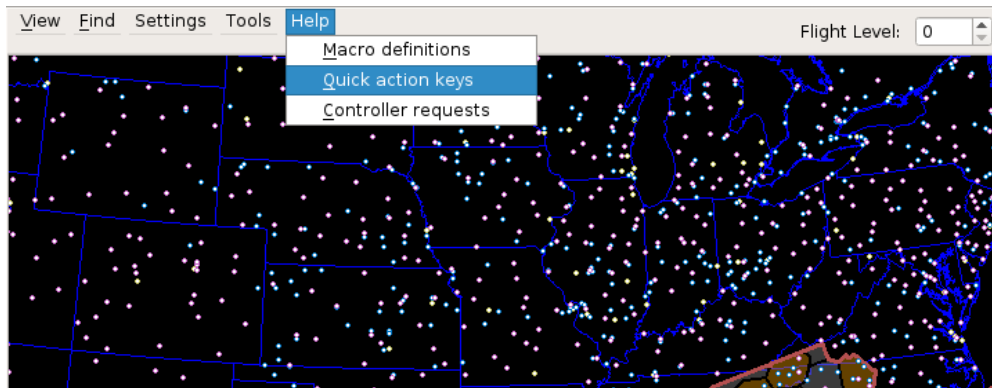 View Find Settings Tools Help
Flight Level: 0
Macro definitions
Quick action keys
Controller requests